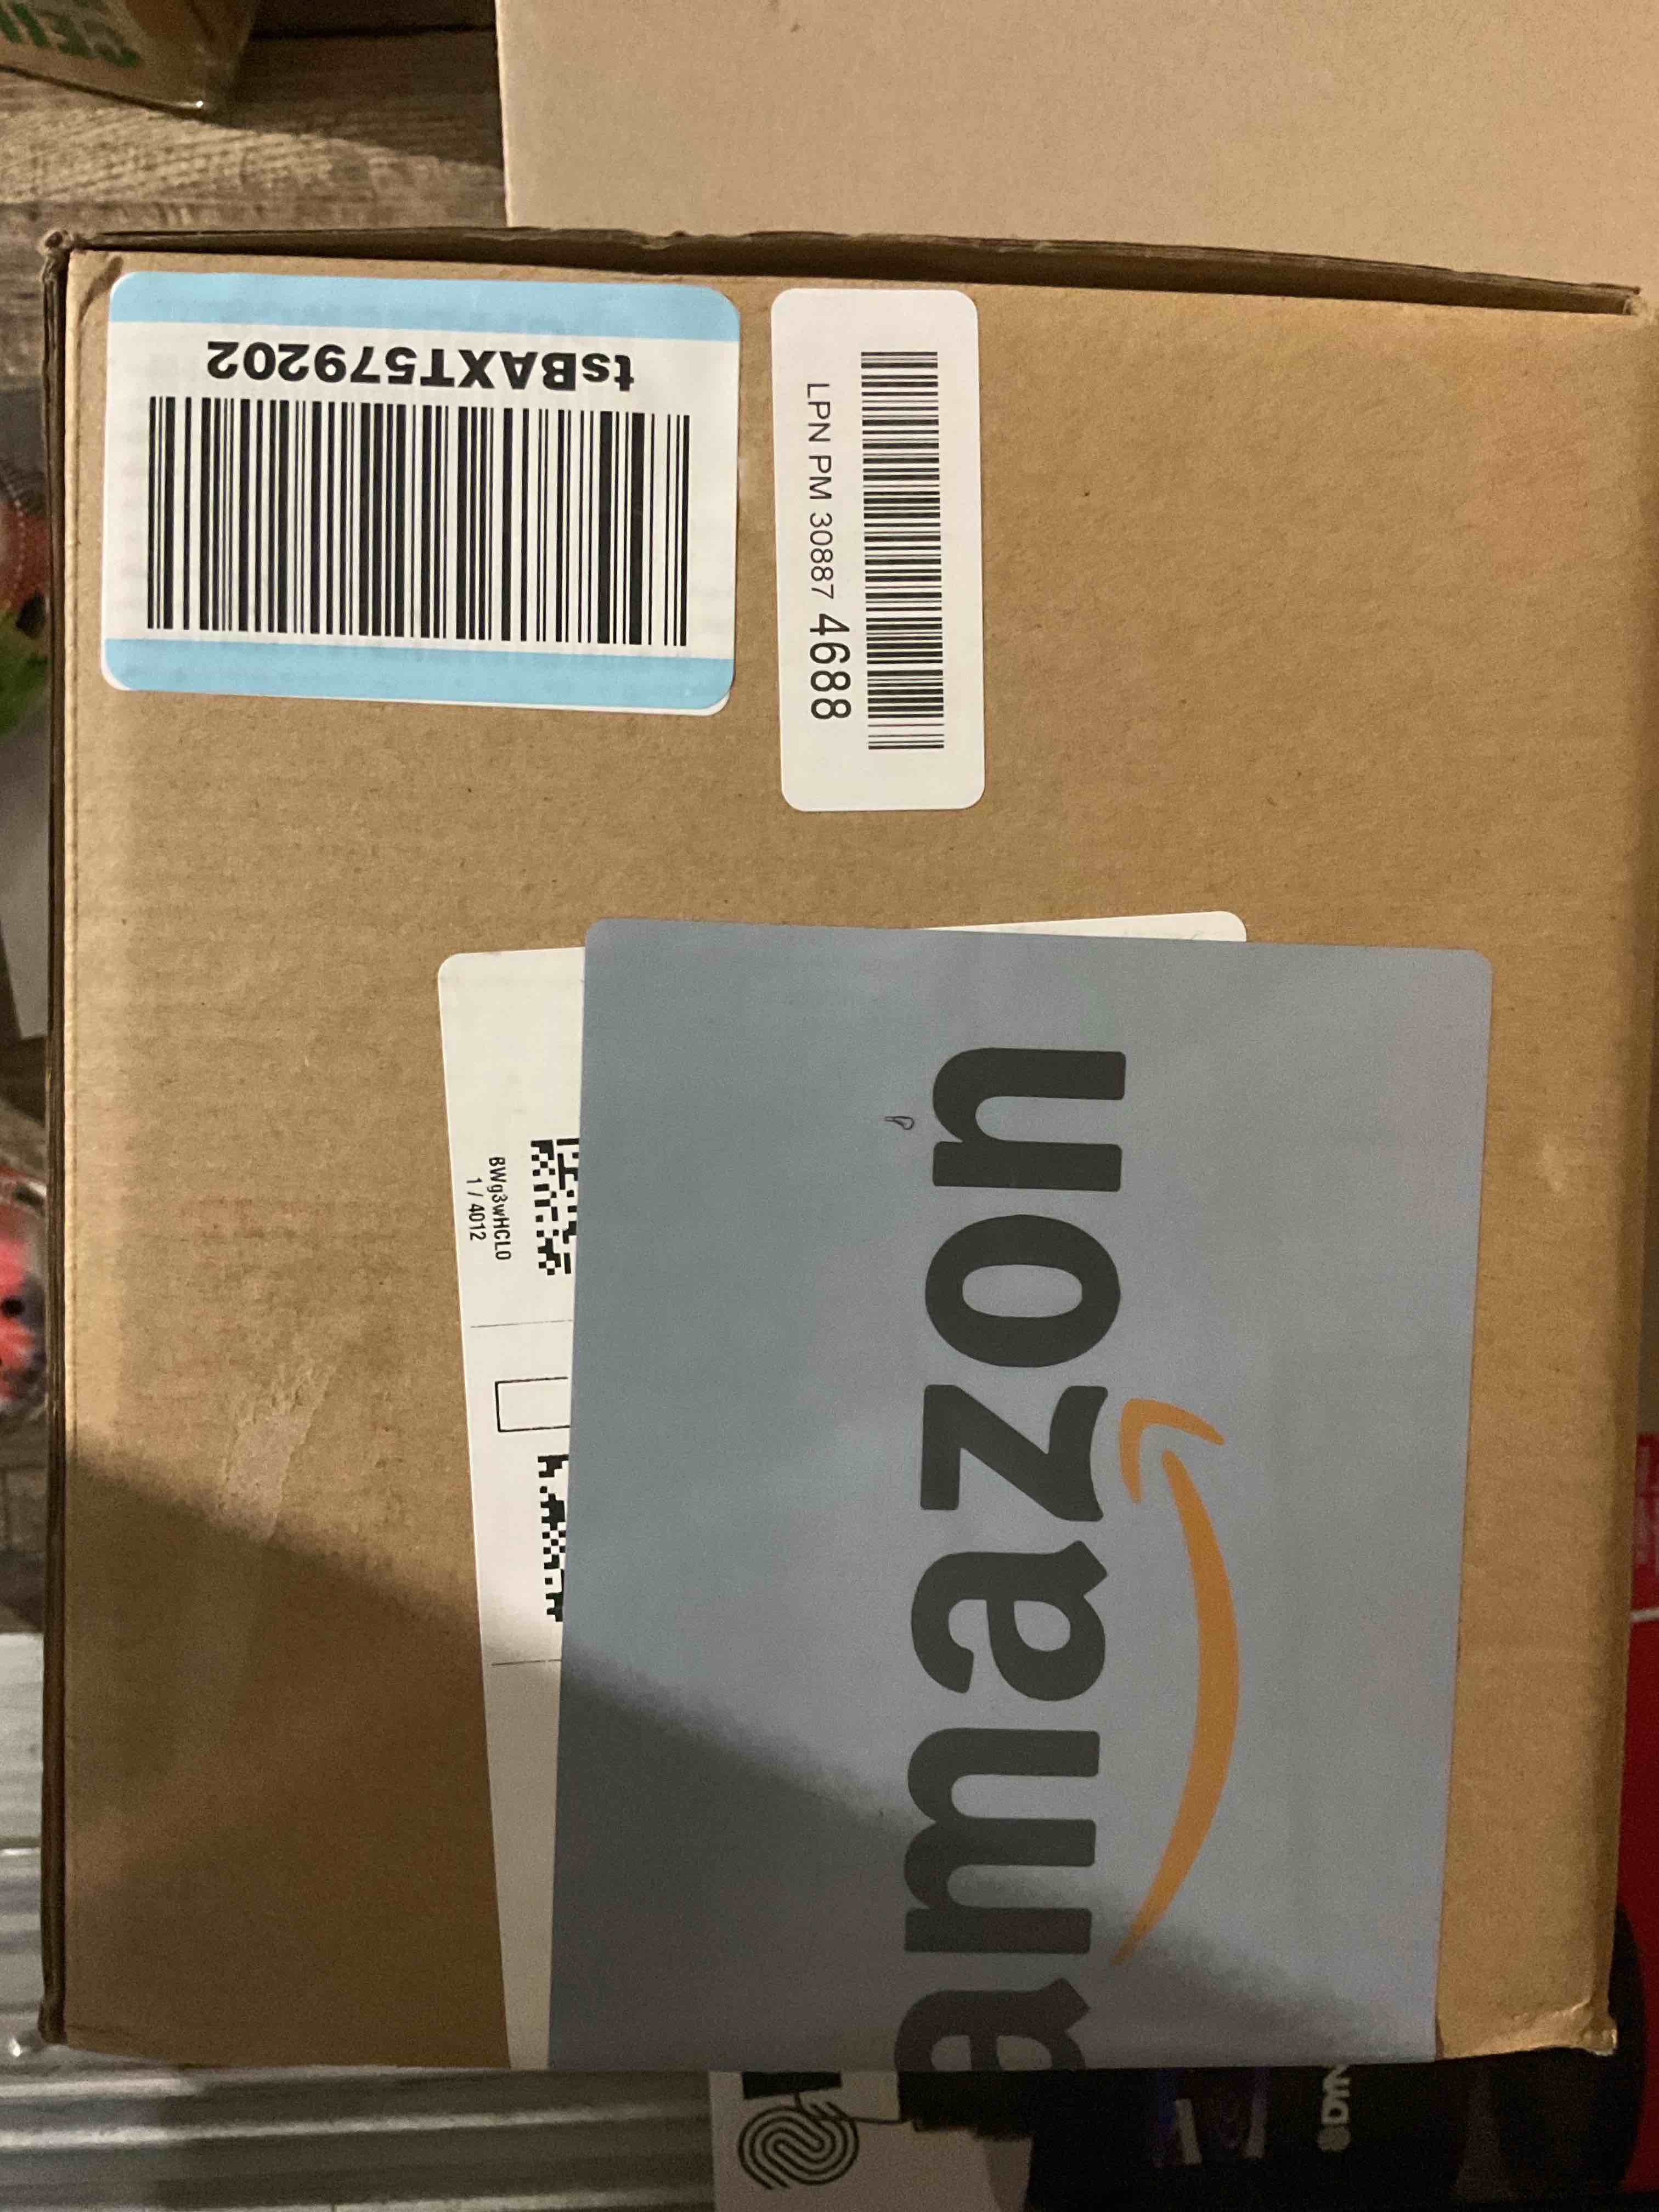 tsBAXT579202
LPN PM 30887 4688
BWg3wHCL0
1 / 4012
amazon